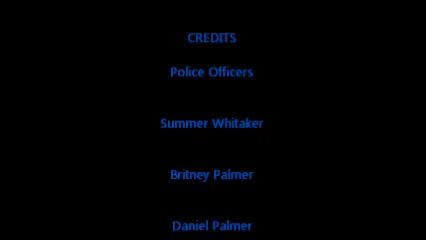 CREDITS
Police Officers
Summer Whitaker
Britney Palmer
Daniel Palmer